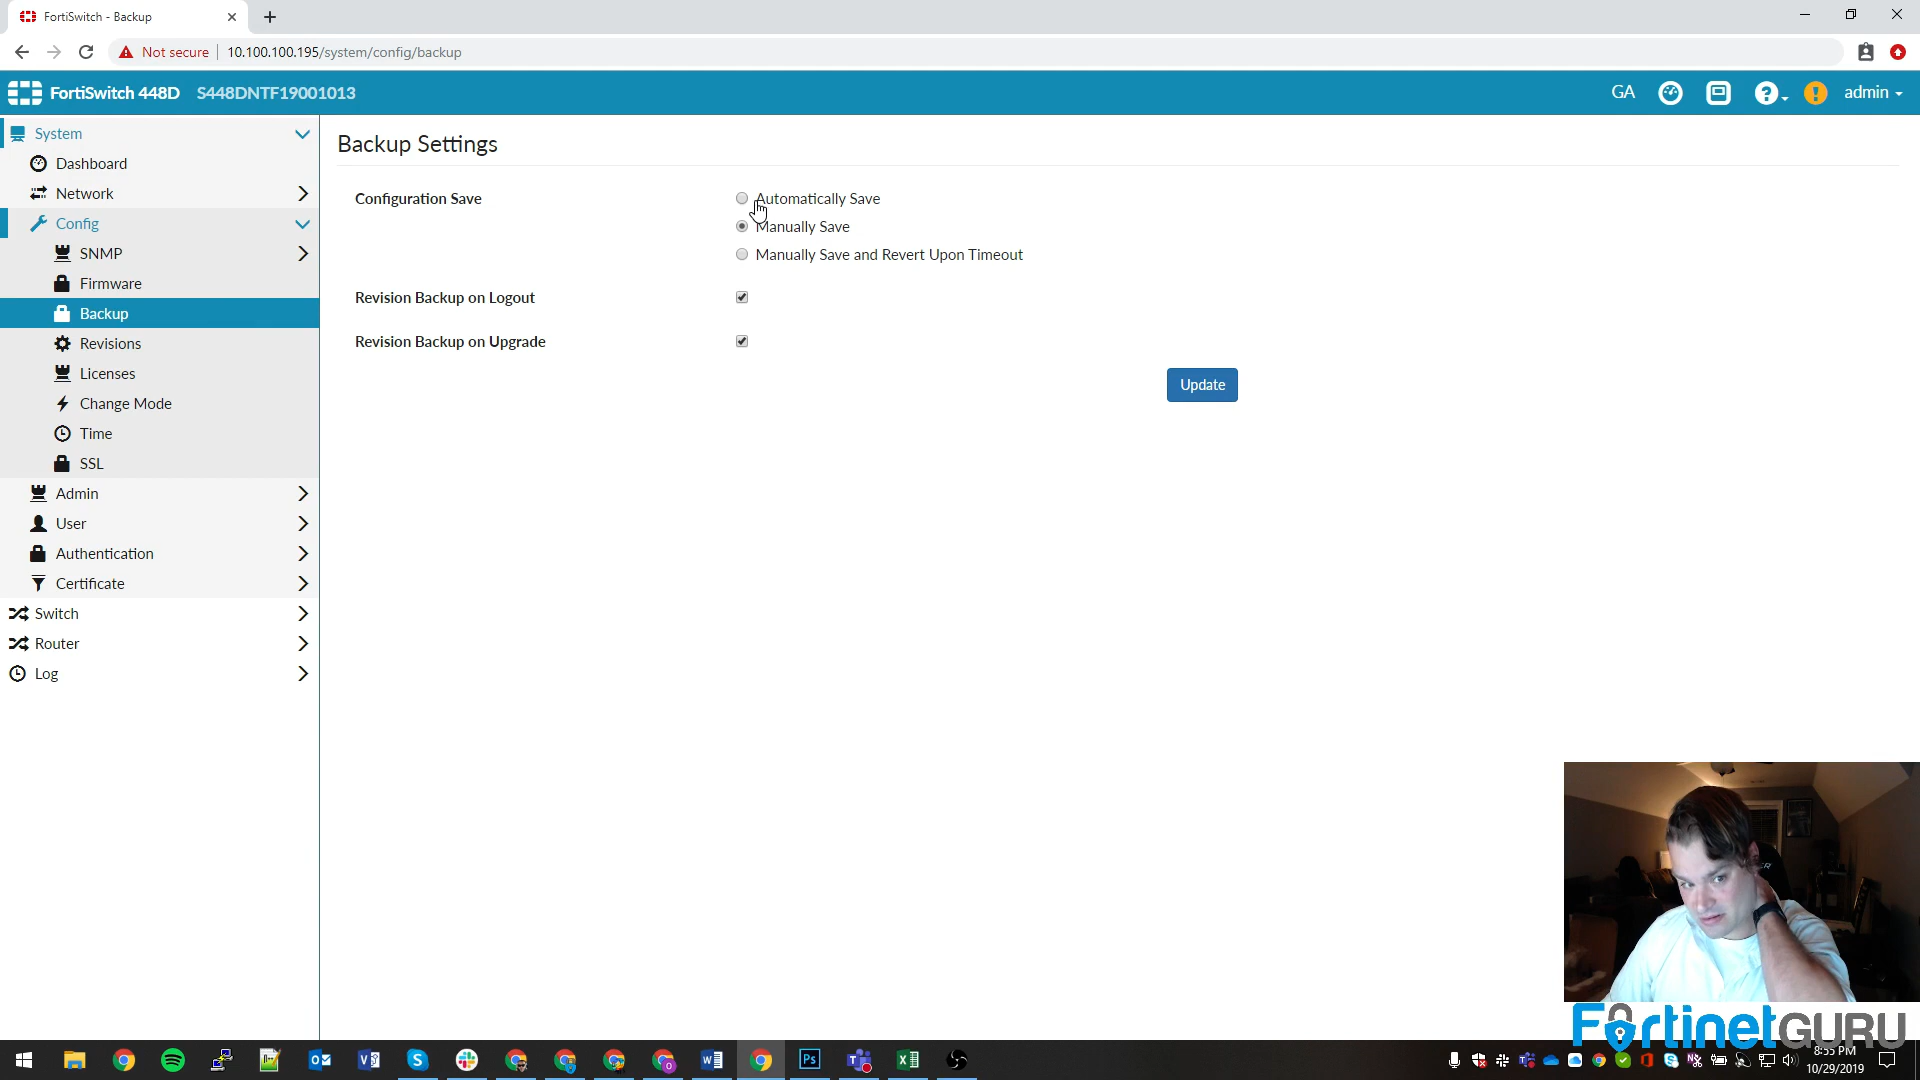 FortiSwitch - Backup
Not secure
10.100.100.195/system/config/backup
FortiSwitch 448D S448DNTF19001013
GA
admin
System
Dashboard
Network
Config
SNMP
Firmware
Backup
Revisions
Licenses
Change Mode
Time
SSL
Admin
User
Authentication
Certificate
Switch
Router
Log
Backup Settings
Configuration Save
Automatically Save
Manually Save
Manually Save and Revert Upon Timeout
Revision Backup on Logout
Revision Backup on Upgrade
Update
FortinetGURU
8:55 PM
10/29/2019